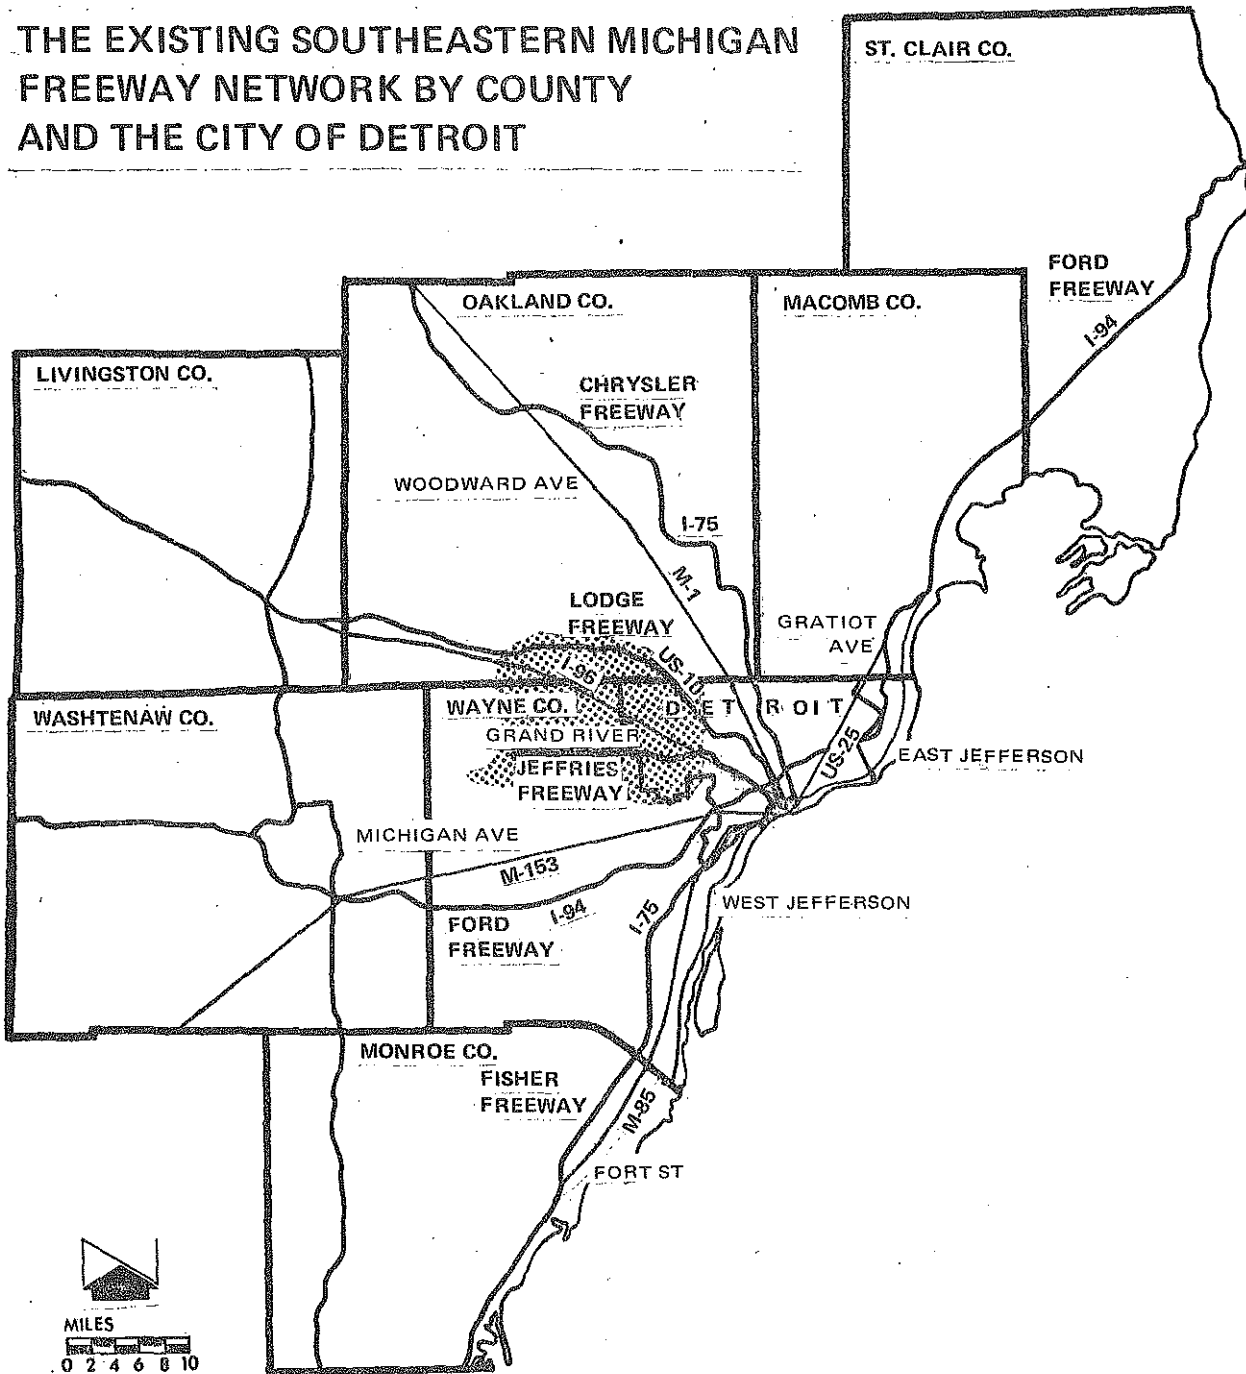 THE EXISTING SOUTHEASTERN MICHIGAN
FREEWAY NETWORK BY COUNTY
AND THE CITY OF DETROIT
ST. CLAIR CO.
FORD
FREEWAY
I-94
OAKLAND CO.
MACOMB CO.
LIVINGSTON CO.
CHRYSLER
FREEWAY
WOODWARD AVE
I-75
M-1
LODGE
FREEWAY
GRATIOT
AVE
I-96
US-10
WASHTENAW CO.
WAYNE CO.
DETROIT
GRAND RIVER
US-25
EAST JEFFERSON
JEFFRIES
FREEWAY
MICHIGAN AVE
M-153
WEST JEFFERSON
I-94
I-75
FORD
FREEWAY
MONROE CO.
FISHER
FREEWAY
M-85
FORT ST
MILES
0 2 4 6 8 10